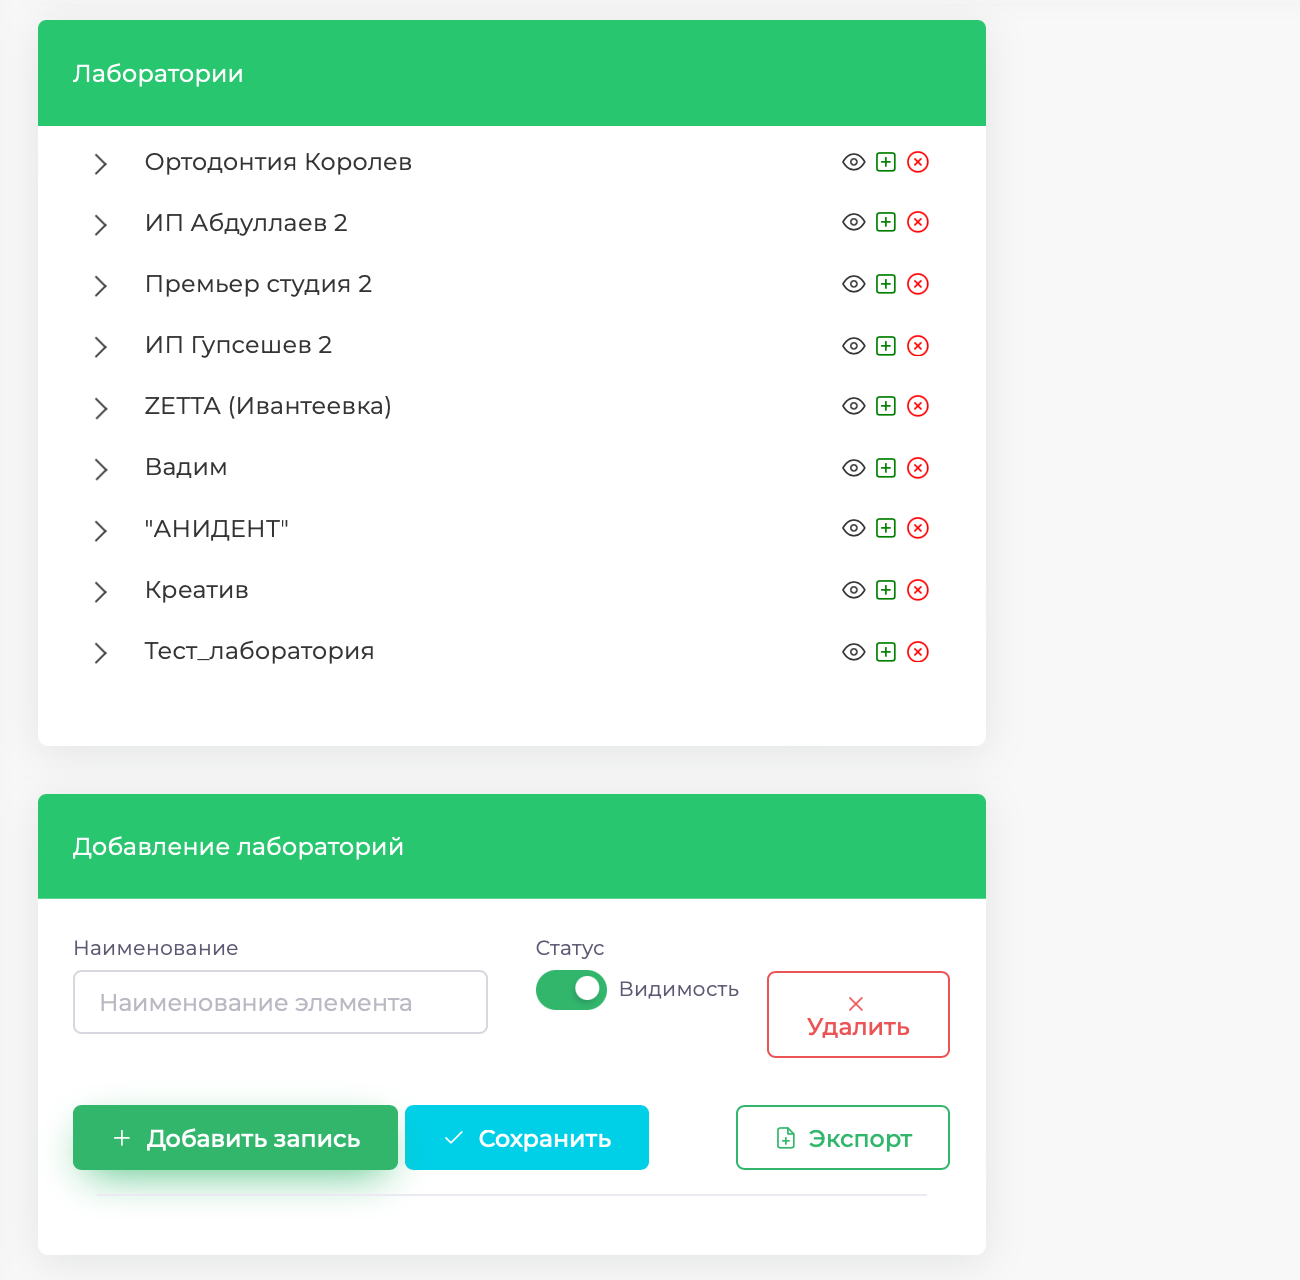 Лаборатории
Ортодонтия Королев
ИП Абдуллаев 2
Премьер студия 2
ИП Гупсешев 2
ZETTA (Ивантеевка)
Вадим
"АНИДЕНТ"
Креатив
Тест_лаборатория
Добавление лабораторий
Наименование
Статус
Наименование элемента
Видимость
Удалить
Добавить запись
Сохранить
Экспорт